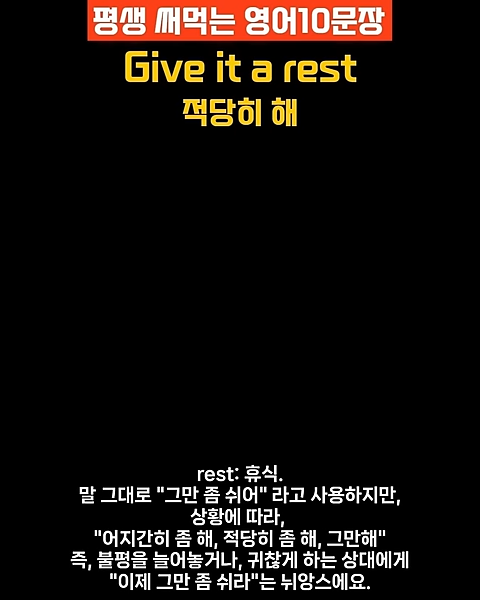 평생 써먹는 영어10문장
Give it a rest
적당히 해
rest: 휴식.
말 그대로 "그만 좀 쉬어" 라고 사용하지만,
상황에 따라,
"어지간히 좀 해, 적당히 좀 해, 그만해"
즉, 불평을 늘어놓거나, 귀찮게 하는 상대에게
"이제 그만 좀 쉬라"는 뉘앙스에요.